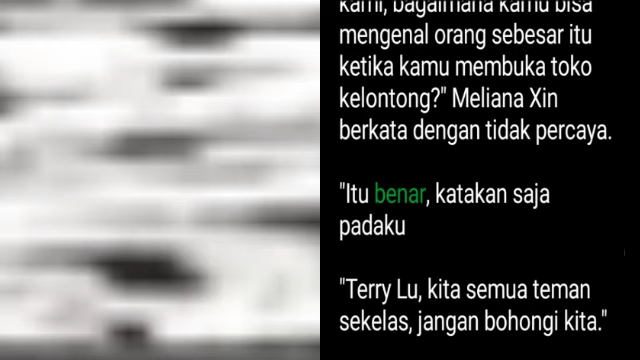 kami, bagaimana kamu bisa
mengenal orang sebesar itu
ketika kamu membuka toko
kelontong?" Meliana Xin
berkata dengan tidak percaya.
"Itu benar, katakan saja
padaku
"Terry Lu, kita semua teman
sekelas, jangan bohongi kita."